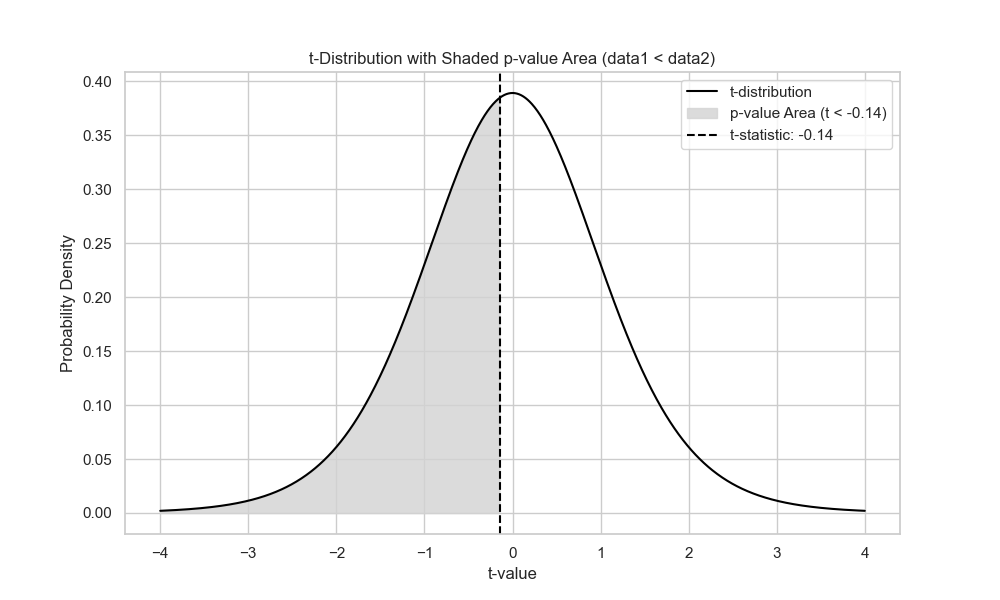 t-Distribution with Shaded p-value Area (data1 < data2)
t-distribution
p-value Area (t < -0.14)
t-statistic: -0.14
Probability Density
0.40
0.35
0.30
0.25
0.20
0.15
0.10
0.05
0.00
−4 −3 −2 −1 0 1 2 3 4
t-value